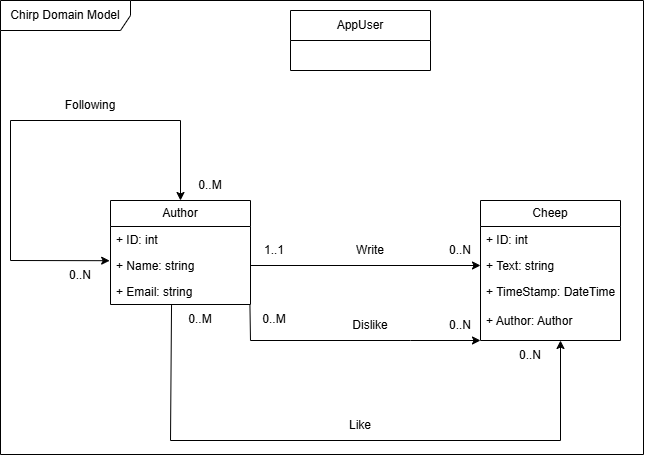 Chirp Domain Model
AppUser
Following
0..M
0..N
Author
+ ID: int
+ Name: string
+ Email: string
1..1
Write
0..N
0..M
0..M
Dislike
0..N
Cheep
+ ID: int
+ Text: string
+ TimeStamp: DateTime
+ Author: Author
0..N
Like